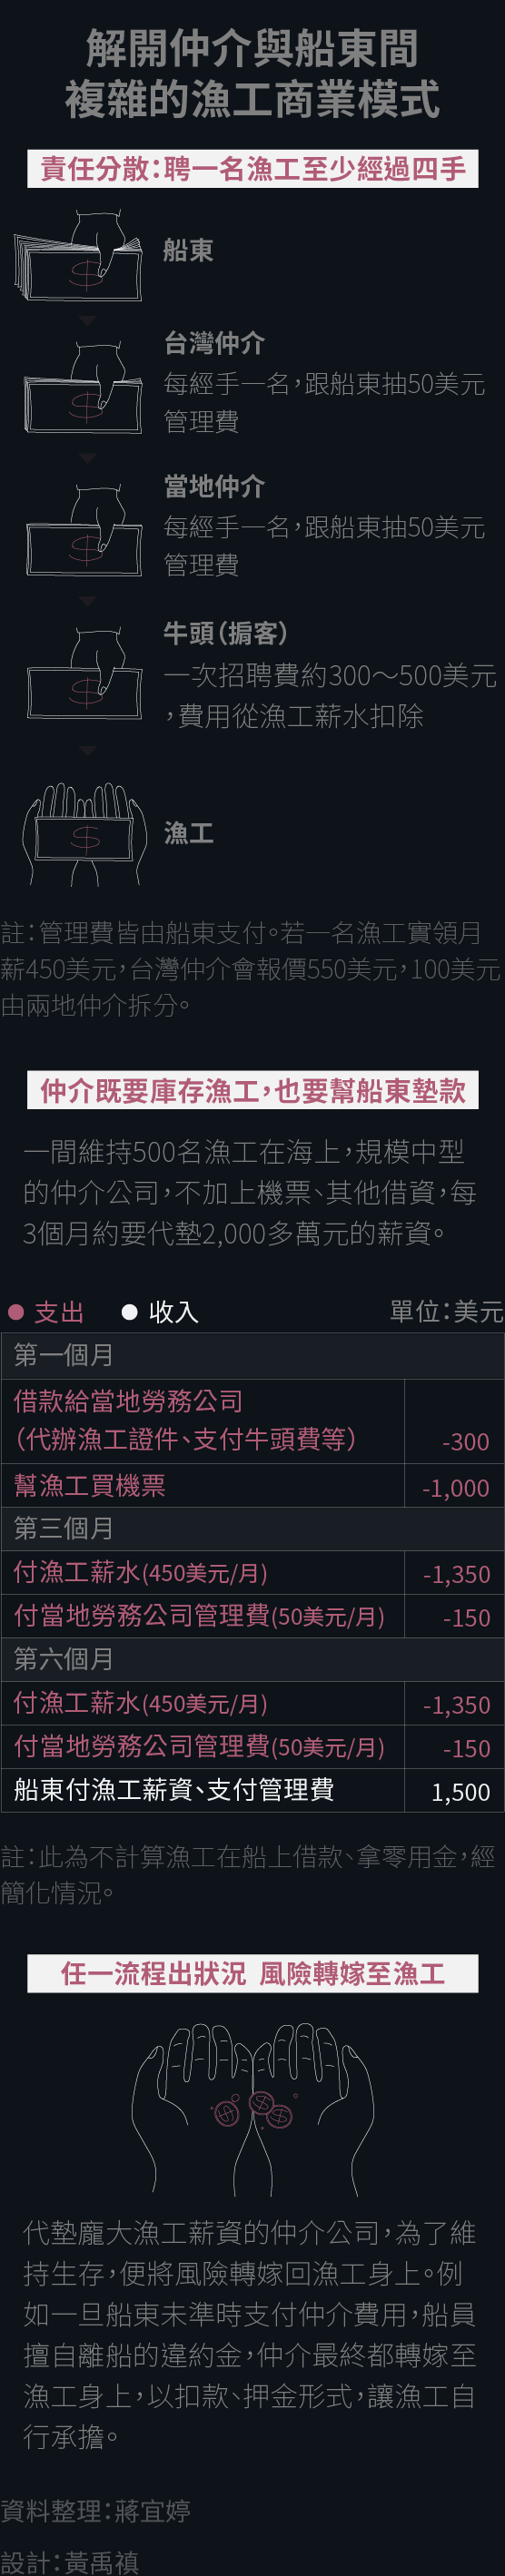 解開仲介與船東間
複雜的漁工商業模式
責任分散：聘一名漁工至少經過四手
船東
台灣仲介
每經手一名，跟船東抽50美元
管理費
當地仲介
每經手一名，跟船東抽50美元
管理費
牛頭（掮客）
一次招聘費約300～500美元
，費用從漁工薪水扣除
漁工
註：管理費皆由船東支付。若一名漁工實領月
薪450美元，台灣仲介會報價550美元，100美元
由兩地仲介拆分。
仲介既要庫存漁工，也要幫船東墊款
一間維持500名漁工在海上，規模中型
的仲介公司，不加上機票、其他借資，每
3個月約要代墊2,000多萬元的薪資。
支出 收入 單位：美元
第一個月
借款給當地勞務公司
（代辦漁工證件、支付牛頭費等） -300
幫漁工買機票 -1,000
第三個月
付漁工薪水(450美元/月) -1,350
付當地勞務公司管理費(50美元/月) -150
第六個月
付漁工薪水(450美元/月) -1,350
付當地勞務公司管理費(50美元/月) -150
船東付漁工薪資、支付管理費 1,500
註：此為不計算漁工在船上借款、拿零用金，經
簡化情況。
任一流程出狀況 風險轉嫁至漁工
代墊龐大漁工薪資的仲介公司，為了維
持生存，便將風險轉嫁回漁工身上。例
如一旦船東未準時支付仲介費用，船員
擅自離船的違約金，仲介最終都轉嫁至
漁工身上，以扣款、押金形式，讓漁工自
行承擔。
資料整理：蔣宜婷
設計：黃禹禛